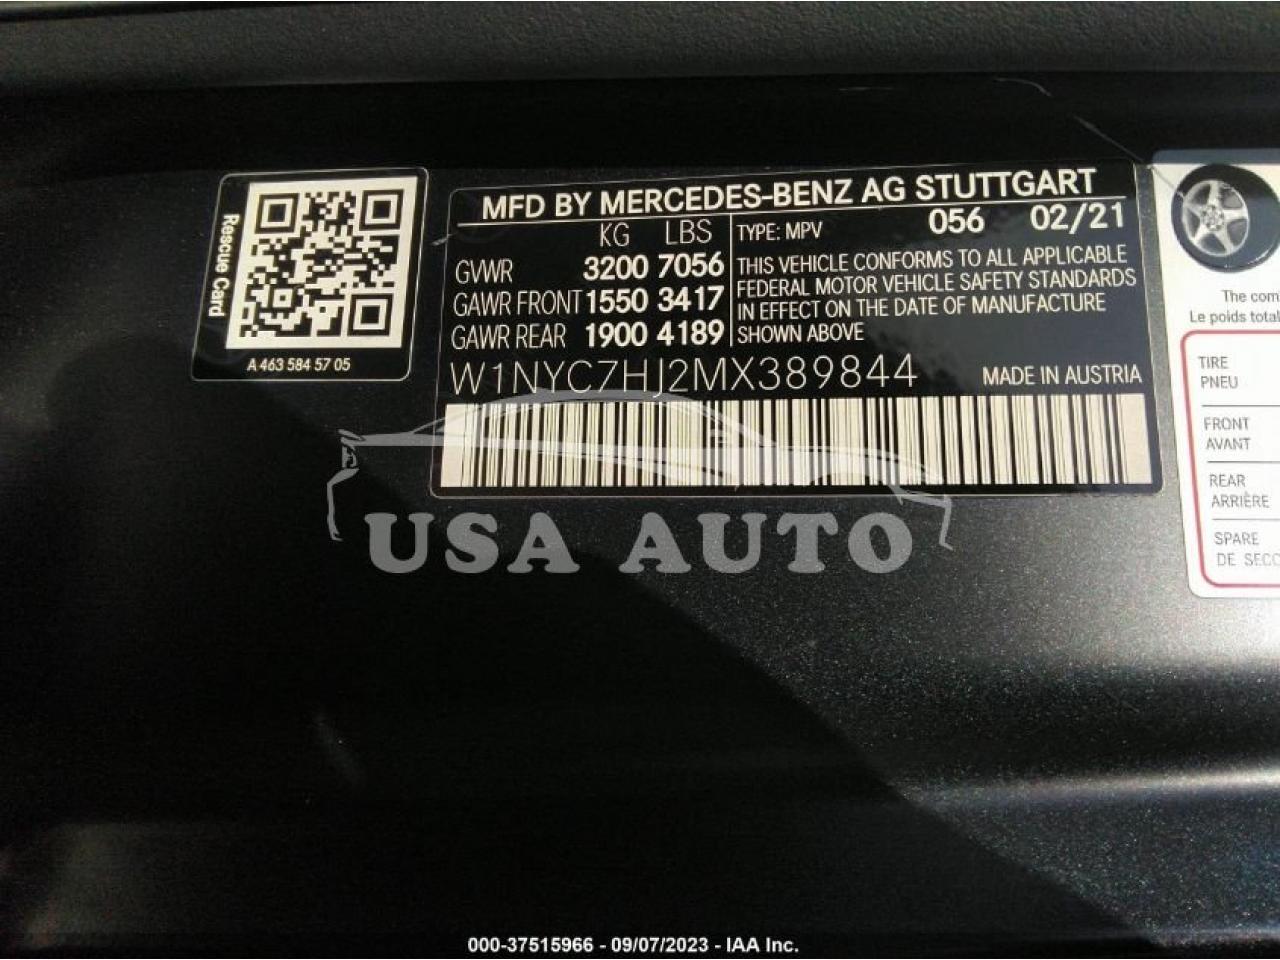 Rescue Card
A 463 584 57 05
MFD BY MERCEDES-BENZ AG STUTTGART
KG LBS
GVWR 3200 7056
GAWR FRONT 1550 3417
GAWR REAR 1900 4189
TYPE: MPV 056 02/21
THIS VEHICLE CONFORMS TO ALL APPLICABLE
FEDERAL MOTOR VEHICLE SAFETY STANDARDS
IN EFFECT ON THE DATE OF MANUFACTURE
SHOWN ABOVE
W1NYC7HJ2MX389844 MADE IN AUSTRIA
The com
Le poids total
TIRE
PNEU
FRONT
AVANT
REAR
ARRIÈRE
SPARE
DE SECO
USA AUTO
000-37515966 - 09/07/2023 - IAA Inc.